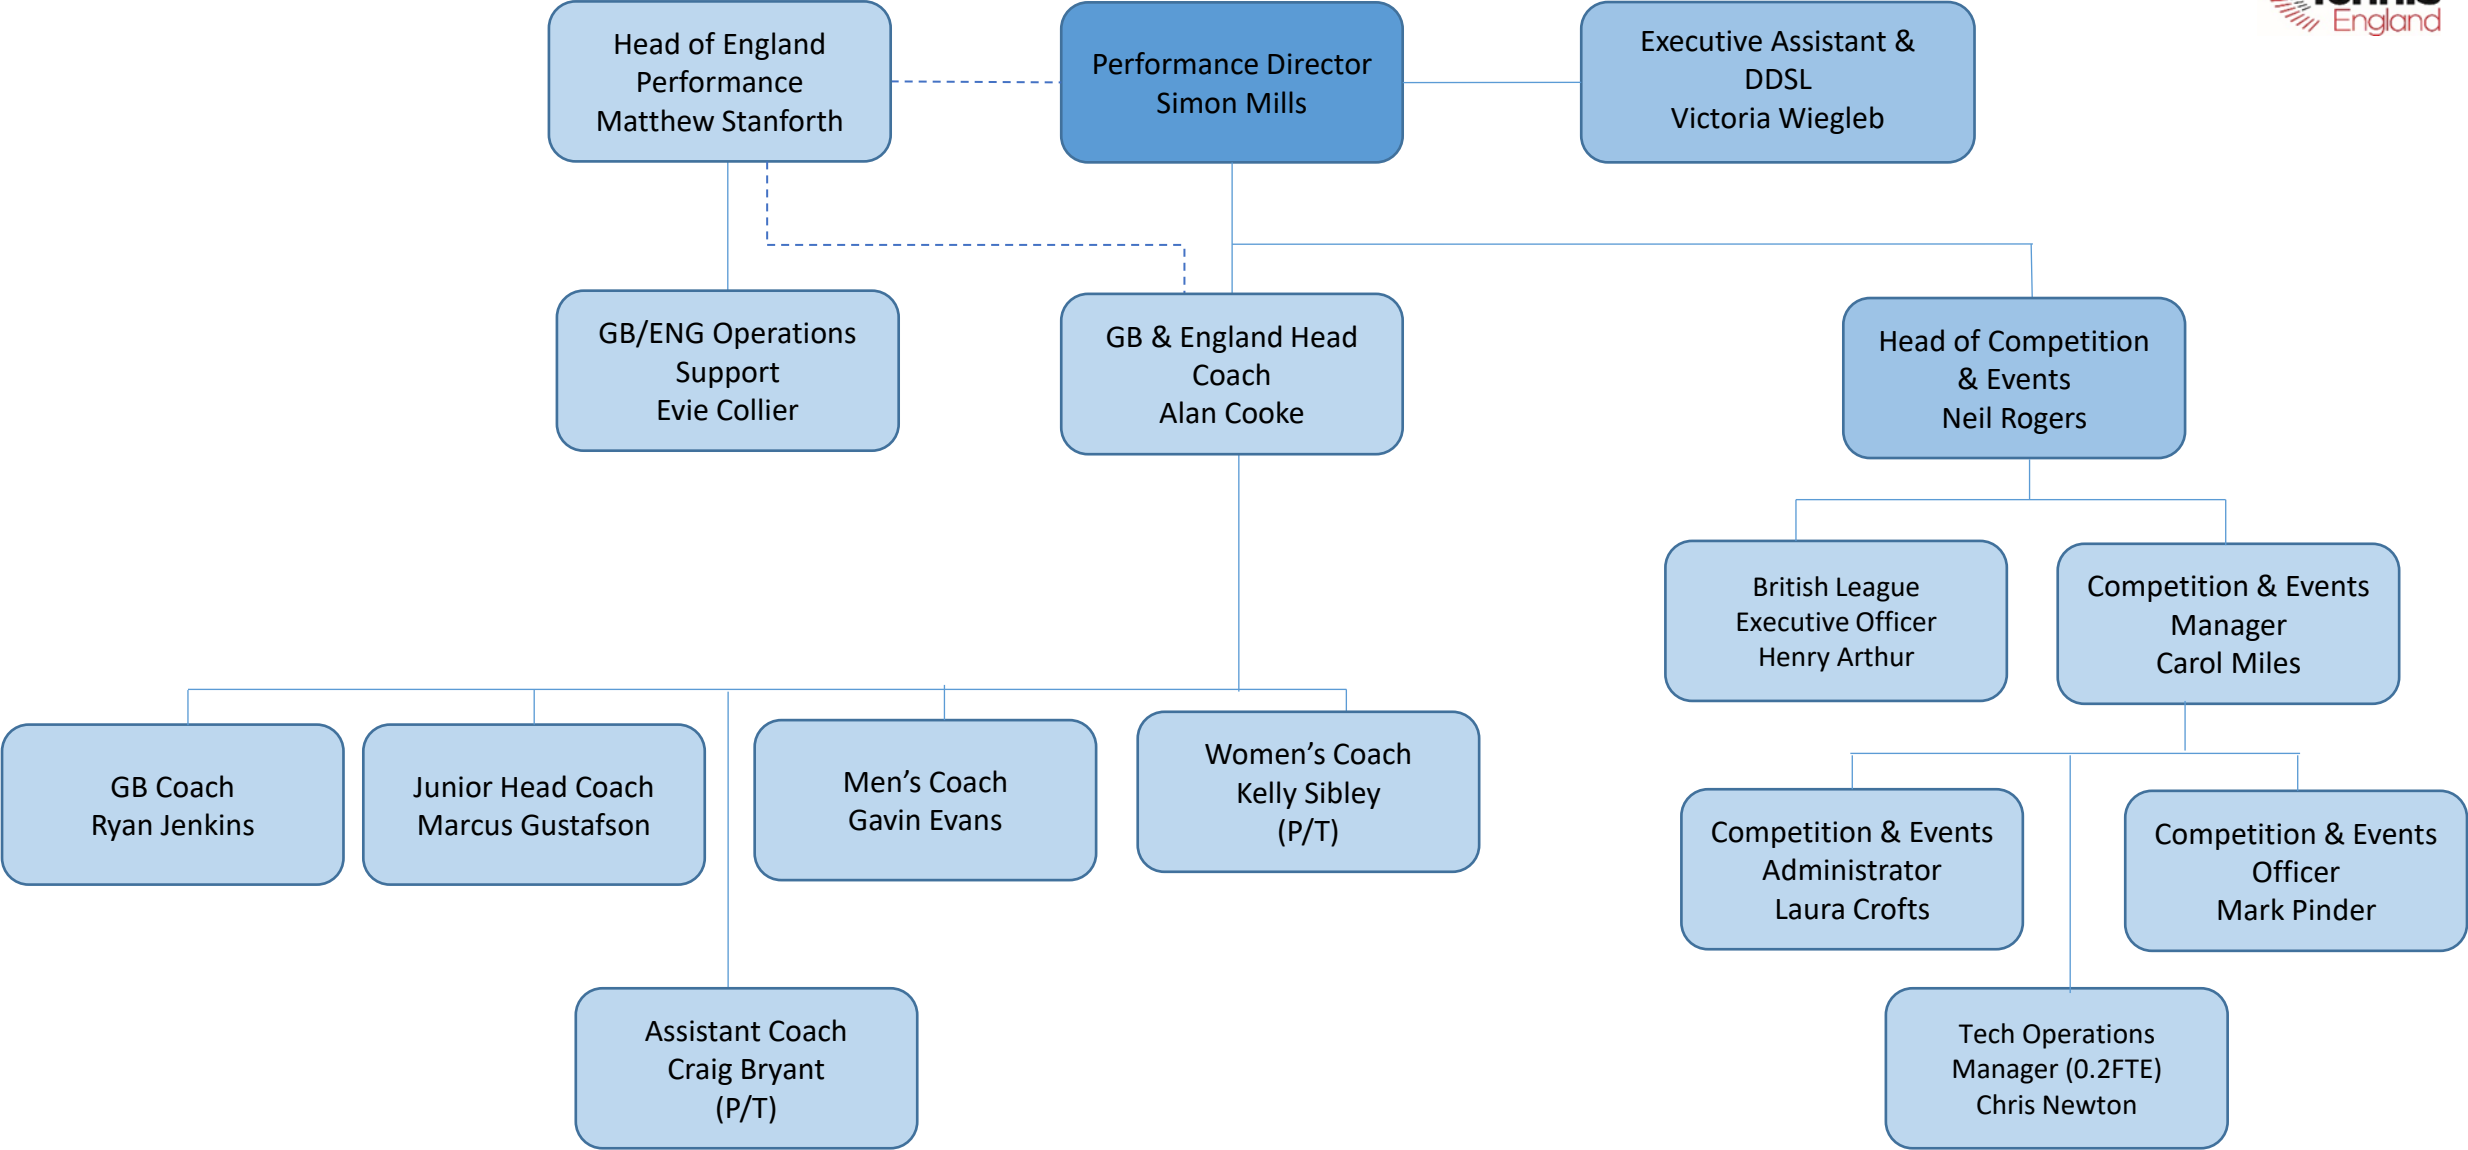 Head of England
Performance
Matthew Stanforth
Performance Director
Simon Mills
Executive Assistant &
DDSL
Victoria Wiegleb
England
GB/ENG Operations
Support
Evie Collier
GB & England Head
Coach
Alan Cooke
Head of Competition
& Events
Neil Rogers
British League
Executive Officer
Henry Arthur
Competition & Events
Manager
Carol Miles
GB Coach
Ryan Jenkins
Junior Head Coach
Marcus Gustafson
Men’s Coach
Gavin Evans
Women’s Coach
Kelly Sibley
(P/T)
Competition & Events
Administrator
Laura Crofts
Competition & Events
Officer
Mark Pinder
Assistant Coach
Craig Bryant
(P/T)
Tech Operations
Manager (0.2FTE)
Chris Newton